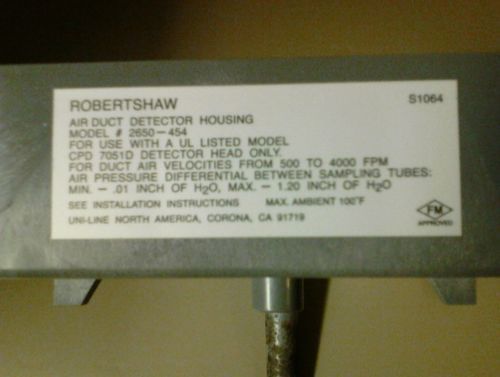 ROBERTSHAW S1064
AIR DUCT DETECTOR HOUSING
MODEL # 2650-454
FOR USE WITH A UL LISTED MODEL
CPD 7051D DETECTOR HEAD ONLY.
FOR DUCT AIR VELOCITIES FROM 500 TO 4000 FPM
AIR PRESSURE DIFFERENTIAL BETWEEN SAMPLING TUBES:
MIN. - .01 INCH OF H2O, MAX. - 1.20 INCH OF H2O
SEE INSTALLATION INSTRUCTIONS MAX. AMBIENT 100°F
UNI-LINE NORTH AMERICA, CORONA, CA 91719
FM
APPROVED